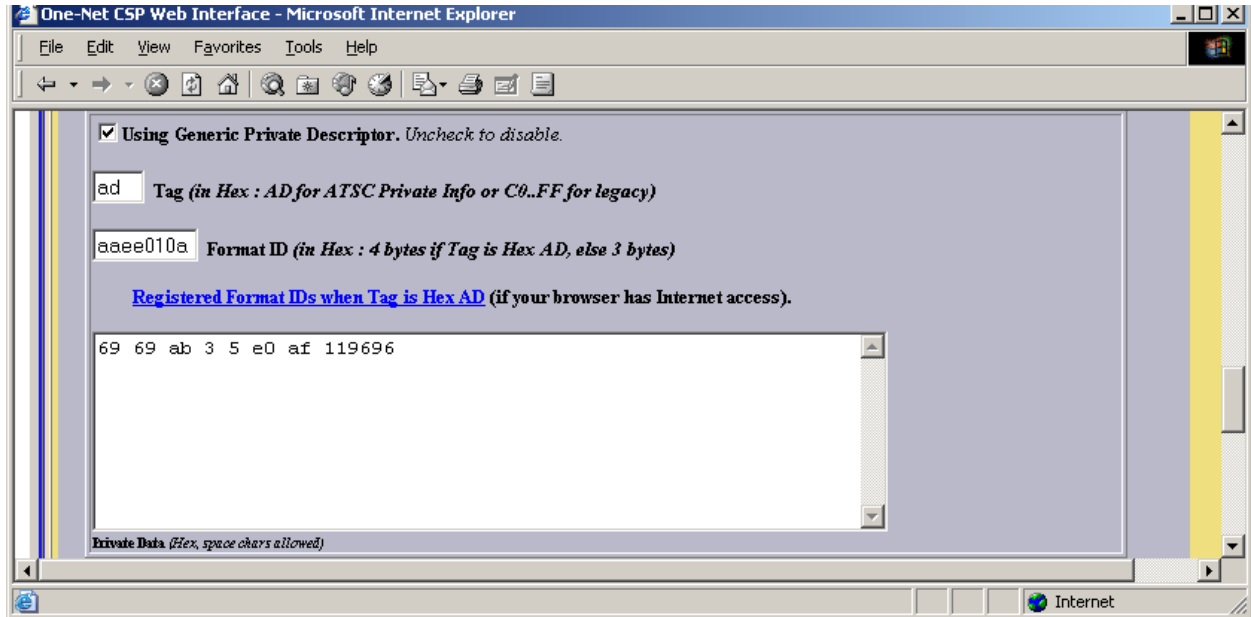 One-Net CSP Web Interface - Microsoft Internet Explorer
File Edit View Favorites Tools Help
Using Generic Private Descriptor. Uncheck to disable.
ad Tag (in Hex : AD for ATSC Private Info or C0..FF for legacy)
aaee010a Format ID (in Hex : 4 bytes if Tag is Hex AD, else 3 bytes)
Registered Format IDs when Tag is Hex AD (if your browser has Internet access).
69 69 ab 3 5 e0 af 119696
Private Data (Hex, space chars allowed)
Internet